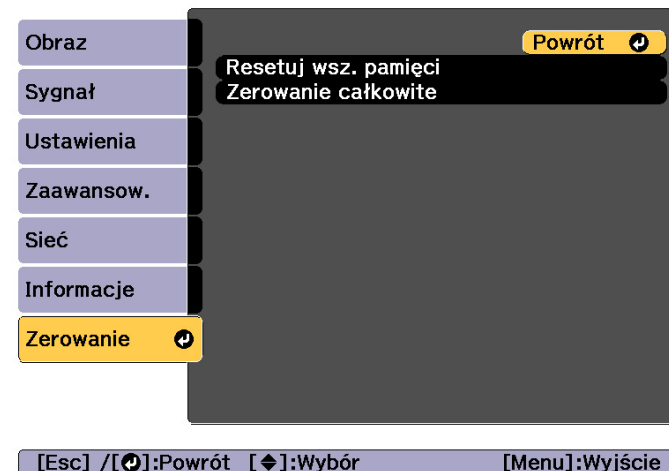 Obraz
Sygnał
Ustawienia
Zaawansow.
Sieć
Informacje
Zerowanie
Powrót
Resetuj wsz. pamięci
Zerowanie całkowite
[Esc] /[⏎]:Powrót [◆]:Wybór [Menu]:Wyjście